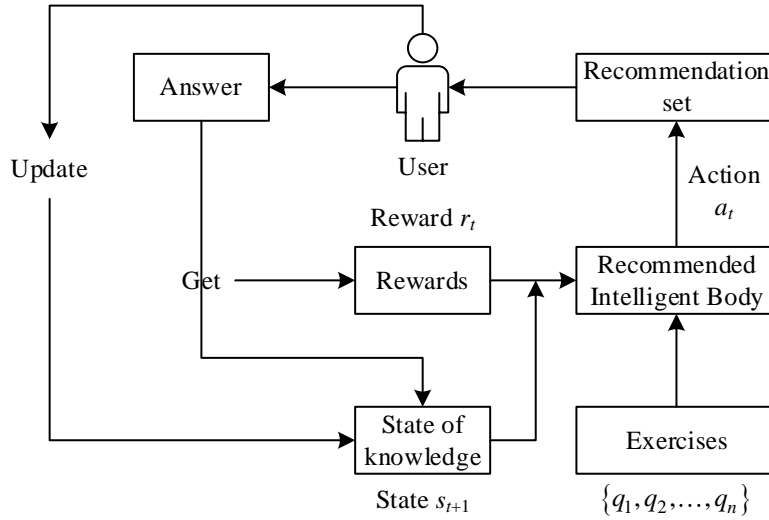 Answer
Recommendation
set
Update
User
Action
a_t
Reward r_t
Get
Rewards
Recommended
Intelligent Body
State of
knowledge
Exercises
State s_{t+1}
{q_1, q_2, …, q_n}